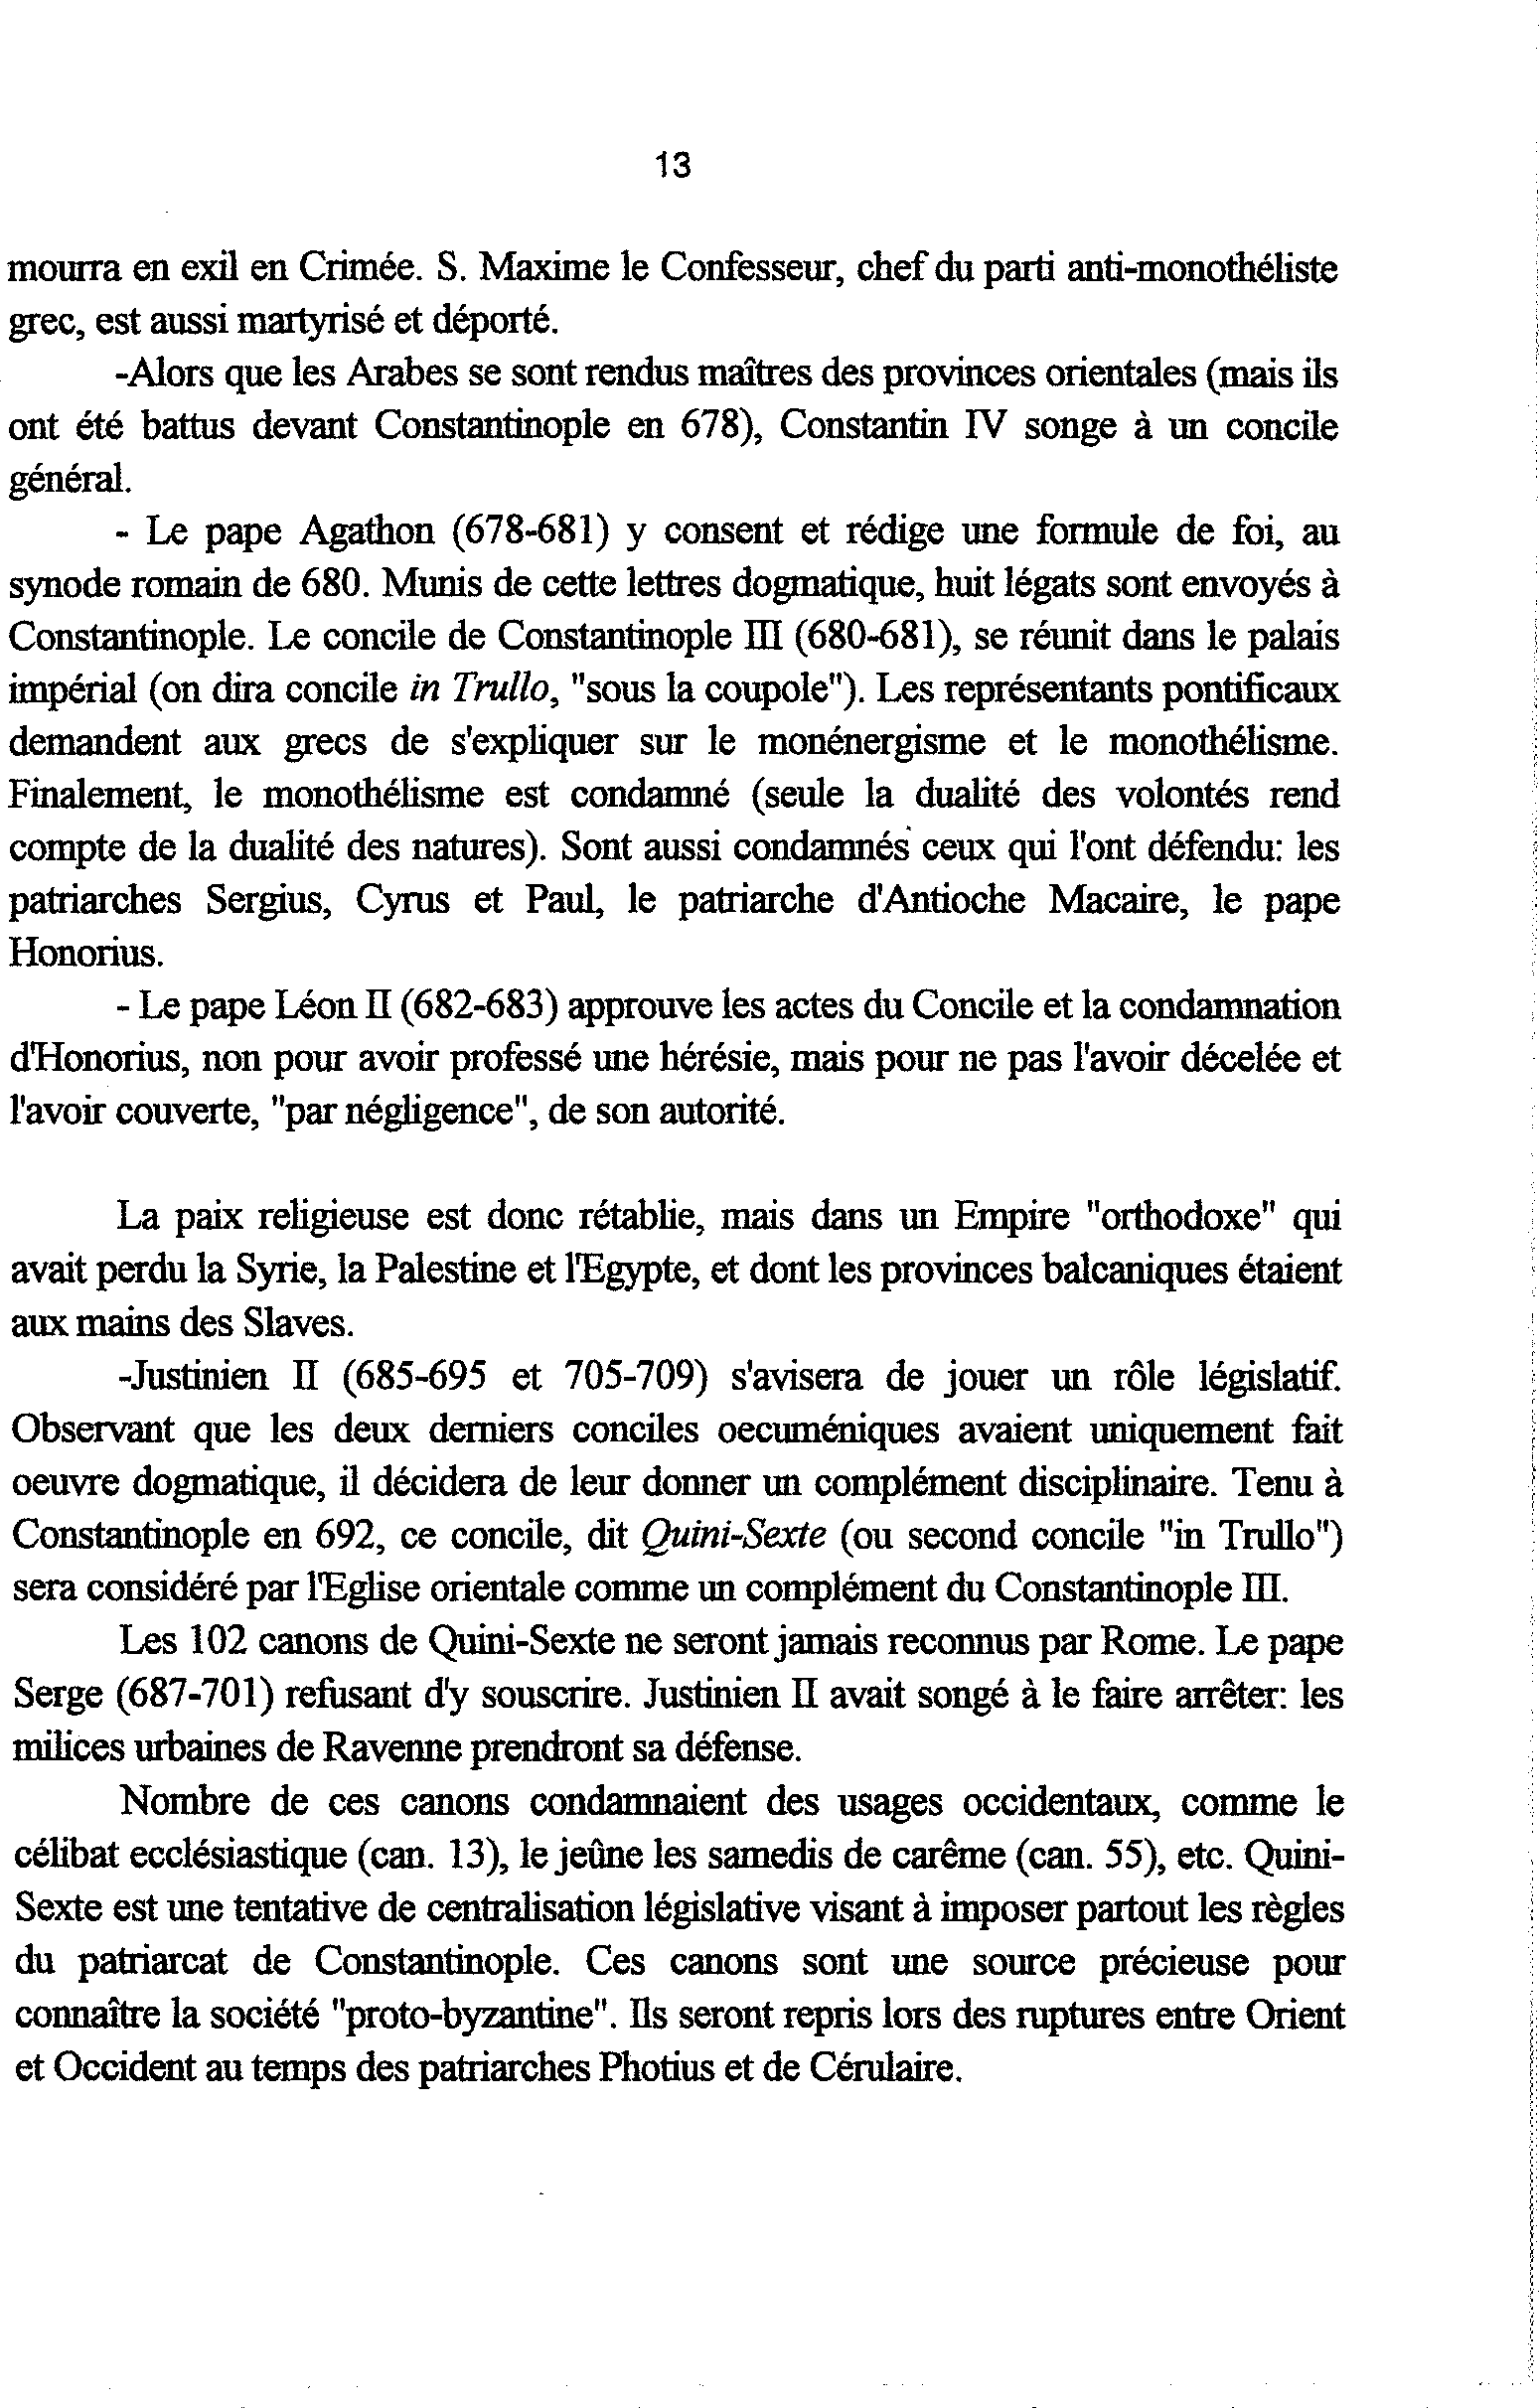 13
mourra en exil en Crimée. S. Maxime le Confesseur, chef du parti anti-monothéliste
grec, est aussi martyrisé et déporté.
-Alors que les Arabes se sont rendus maîtres des provinces orientales (mais ils
ont été battus devant Constantinople en 678), Constantin IV songe à un concile
général.
- Le pape Agathon (678-681) y consent et rédige une formule de foi, au
synode romain de 680. Munis de cette lettres dogmatique, huit légats sont envoyés à
Constantinople. Le concile de Constantinople III (680-681), se réunit dans le palais
impérial (on dira concile in Trullo, "sous la coupole"). Les représentants pontificaux
demandent aux grecs de s'expliquer sur le monénergisme et le monothélisme.
Finalement, le monothélisme est condamné (seule la dualité des volontés rend
compte de la dualité des natures). Sont aussi condamnés ceux qui l'ont défendu: les
patriarches Sergius, Cyrus et Paul, le patriarche d'Antioche Macaire, le pape
Honorius.
- Le pape Léon II (682-683) approuve les actes du Concile et la condamnation
d'Honorius, non pour avoir professé une hérésie, mais pour ne pas l'avoir décelée et
l'avoir couverte, "par négligence", de son autorité.
La paix religieuse est donc rétablie, mais dans un Empire "orthodoxe" qui
avait perdu la Syrie, la Palestine et l'Egypte, et dont les provinces balcaniques étaient
aux mains des Slaves.
-Justinien II (685-695 et 705-709) s'avisera de jouer un rôle législatif.
Observant que les deux derniers conciles oecuméniques avaient uniquement fait
oeuvre dogmatique, il décidera de leur donner un complément disciplinaire. Tenu à
Constantinople en 692, ce concile, dit Quini-Sexte (ou second concile "in Trullo")
sera considéré par l'Eglise orientale comme un complément du Constantinople III.
Les 102 canons de Quini-Sexte ne seront jamais reconnus par Rome. Le pape
Serge (687-701) refusant d'y souscrire. Justinien II avait songé à le faire arrêter: les
milices urbaines de Ravenne prendront sa défense.
Nombre de ces canons condamnaient des usages occidentaux, comme le
célibat ecclésiastique (can. 13), le jeûne les samedis de carême (can. 55), etc. Quini-
Sexte est une tentative de centralisation législative visant à imposer partout les règles
du patriarcat de Constantinople. Ces canons sont une source précieuse pour
connaître la société "proto-byzantine". Ils seront repris lors des ruptures entre Orient
et Occident au temps des patriarches Photius et de Cérulaire.